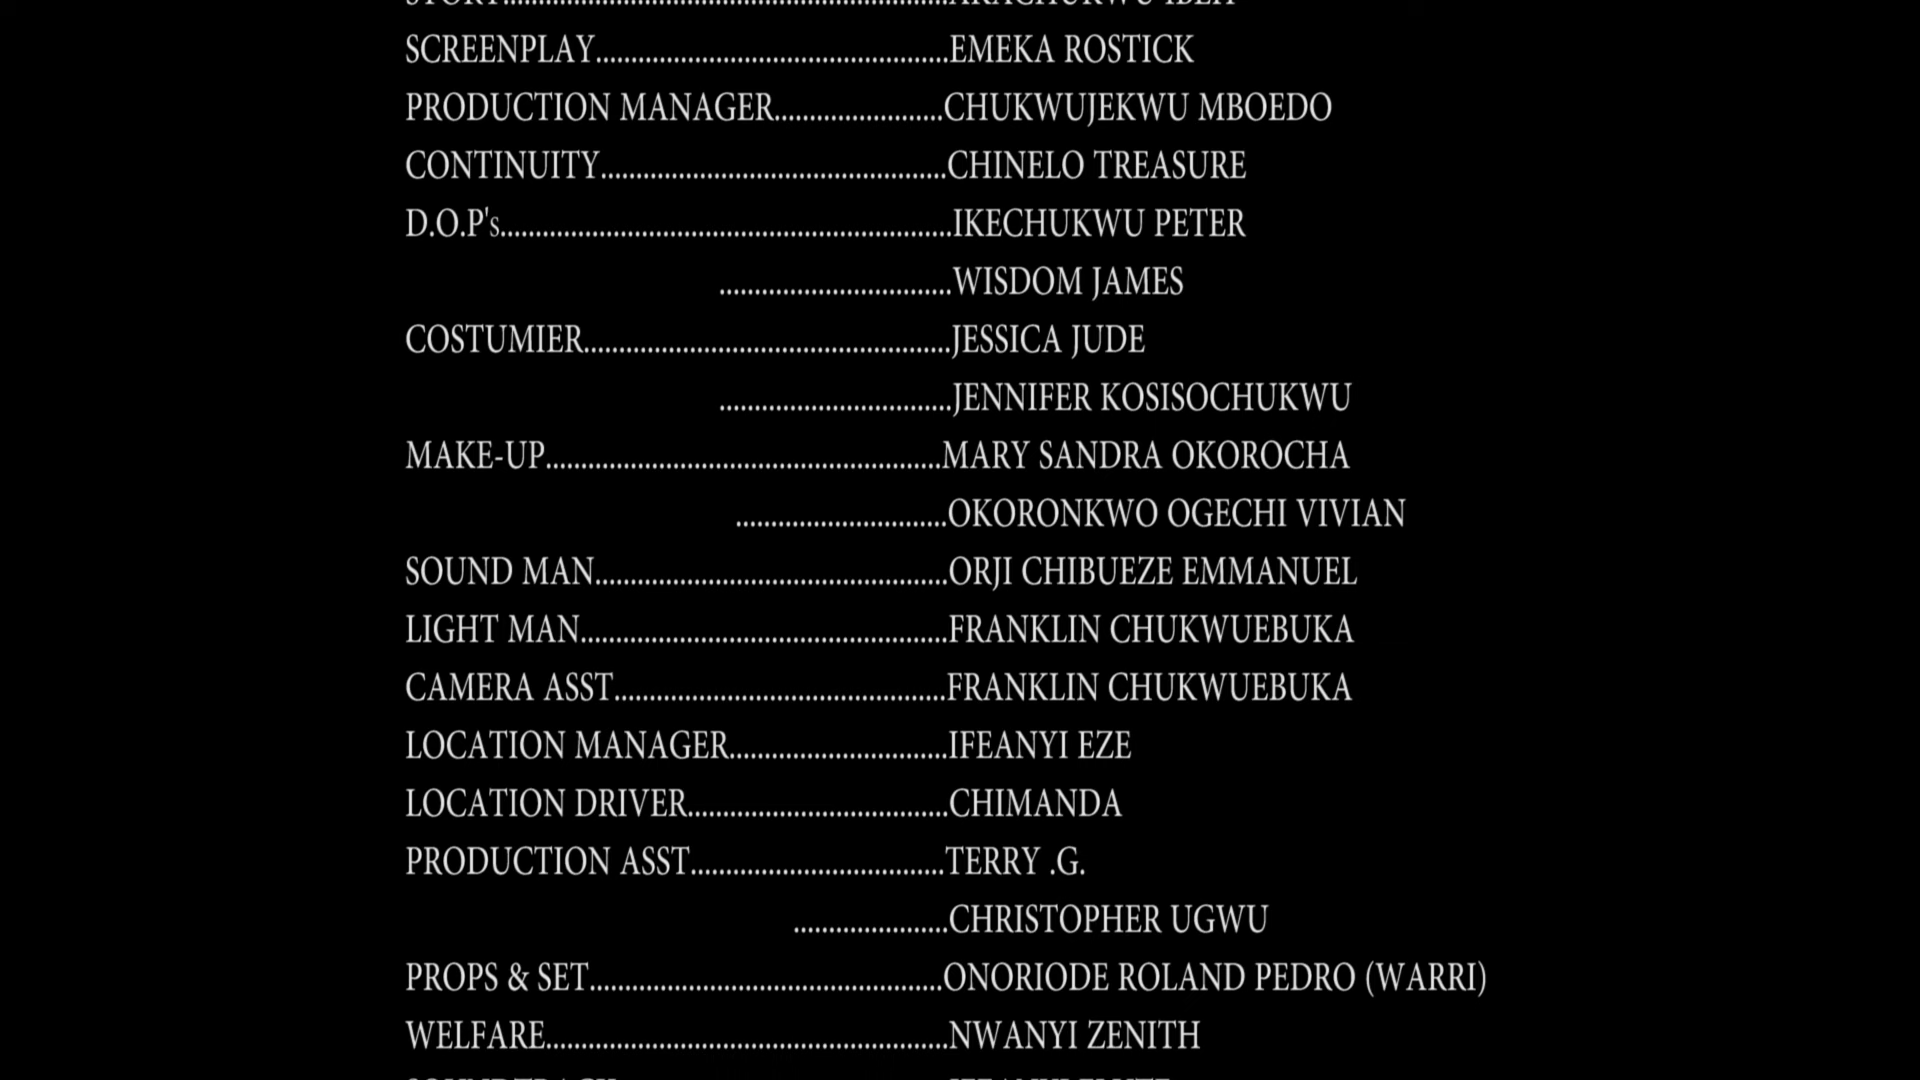 SCREENPLAY..................................................EMEKA ROSTICK
PRODUCTION MANAGER........................CHUKWUJEKWU MBOEDO
CONTINUITY.................................................CHINELO TREASURE
D.O.P's................................................................IKECHUKWU PETER
.................................WISDOM JAMES
COSTUMIER....................................................JESSICA JUDE
.................................JENNIFER KOSISOCHUKWU
MAKE-UP........................................................MARY SANDRA OKOROCHA
..............................OKORONKWO OGECHI VIVIAN
SOUND MAN..................................................ORJI CHIBUEZE EMMANUEL
LIGHT MAN....................................................FRANKLIN CHUKWUEBUKA
CAMERA ASST...............................................FRANKLIN CHUKWUEBUKA
LOCATION MANAGER...............................IFEANYI EZE
LOCATION DRIVER.....................................CHIMANDA
PRODUCTION ASST....................................TERRY .G.
......................CHRISTOPHER UGWU
PROPS & SET..................................................ONORIODE ROLAND PEDRO (WARRI)
WELFARE.........................................................NWANYI ZENITH